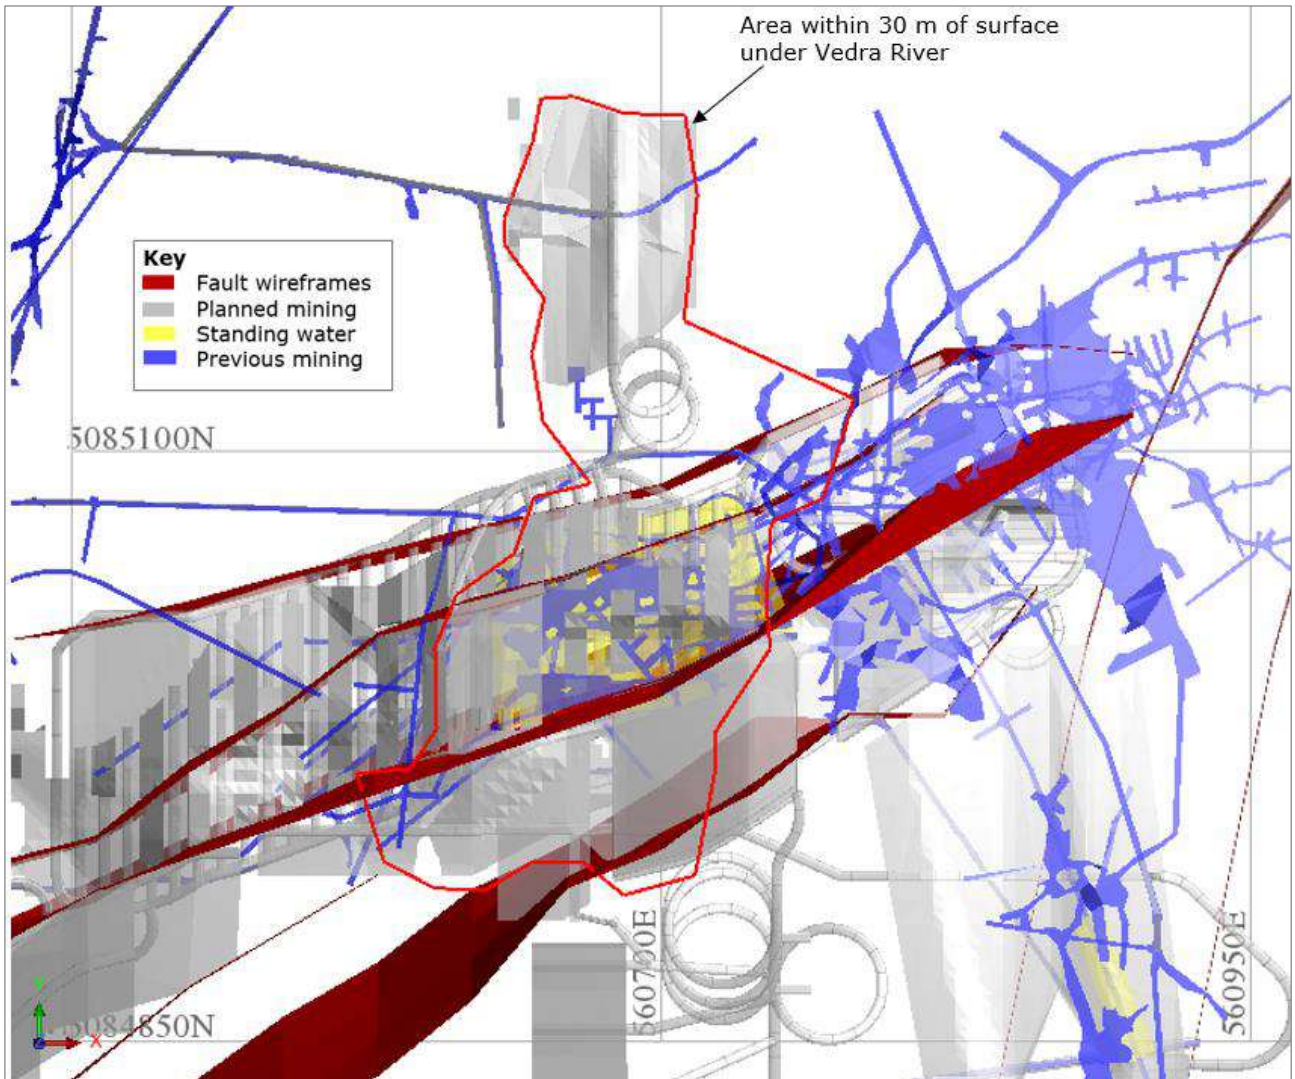 Area within 30 m of surface
under Vedra River
Key
Fault wireframes
Planned mining
Standing water
Previous mining
5085100N
560700E
560950E
5084850N
Y
X